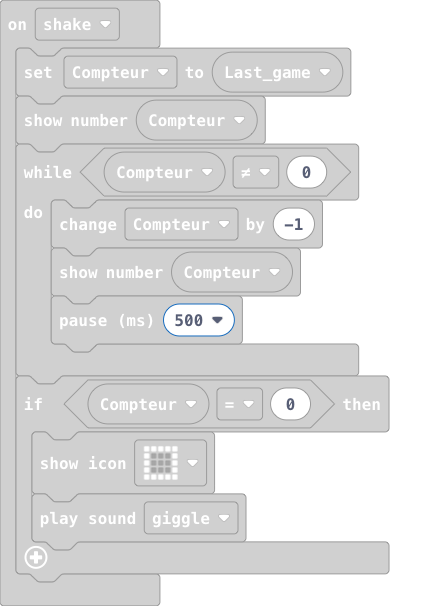 on shake
set Compteur to Last_game
show number Compteur
while Compteur ≠ 0
do
change Compteur by -1
show number Compteur
pause (ms) 500
if Compteur = 0 then
show icon
play sound giggle